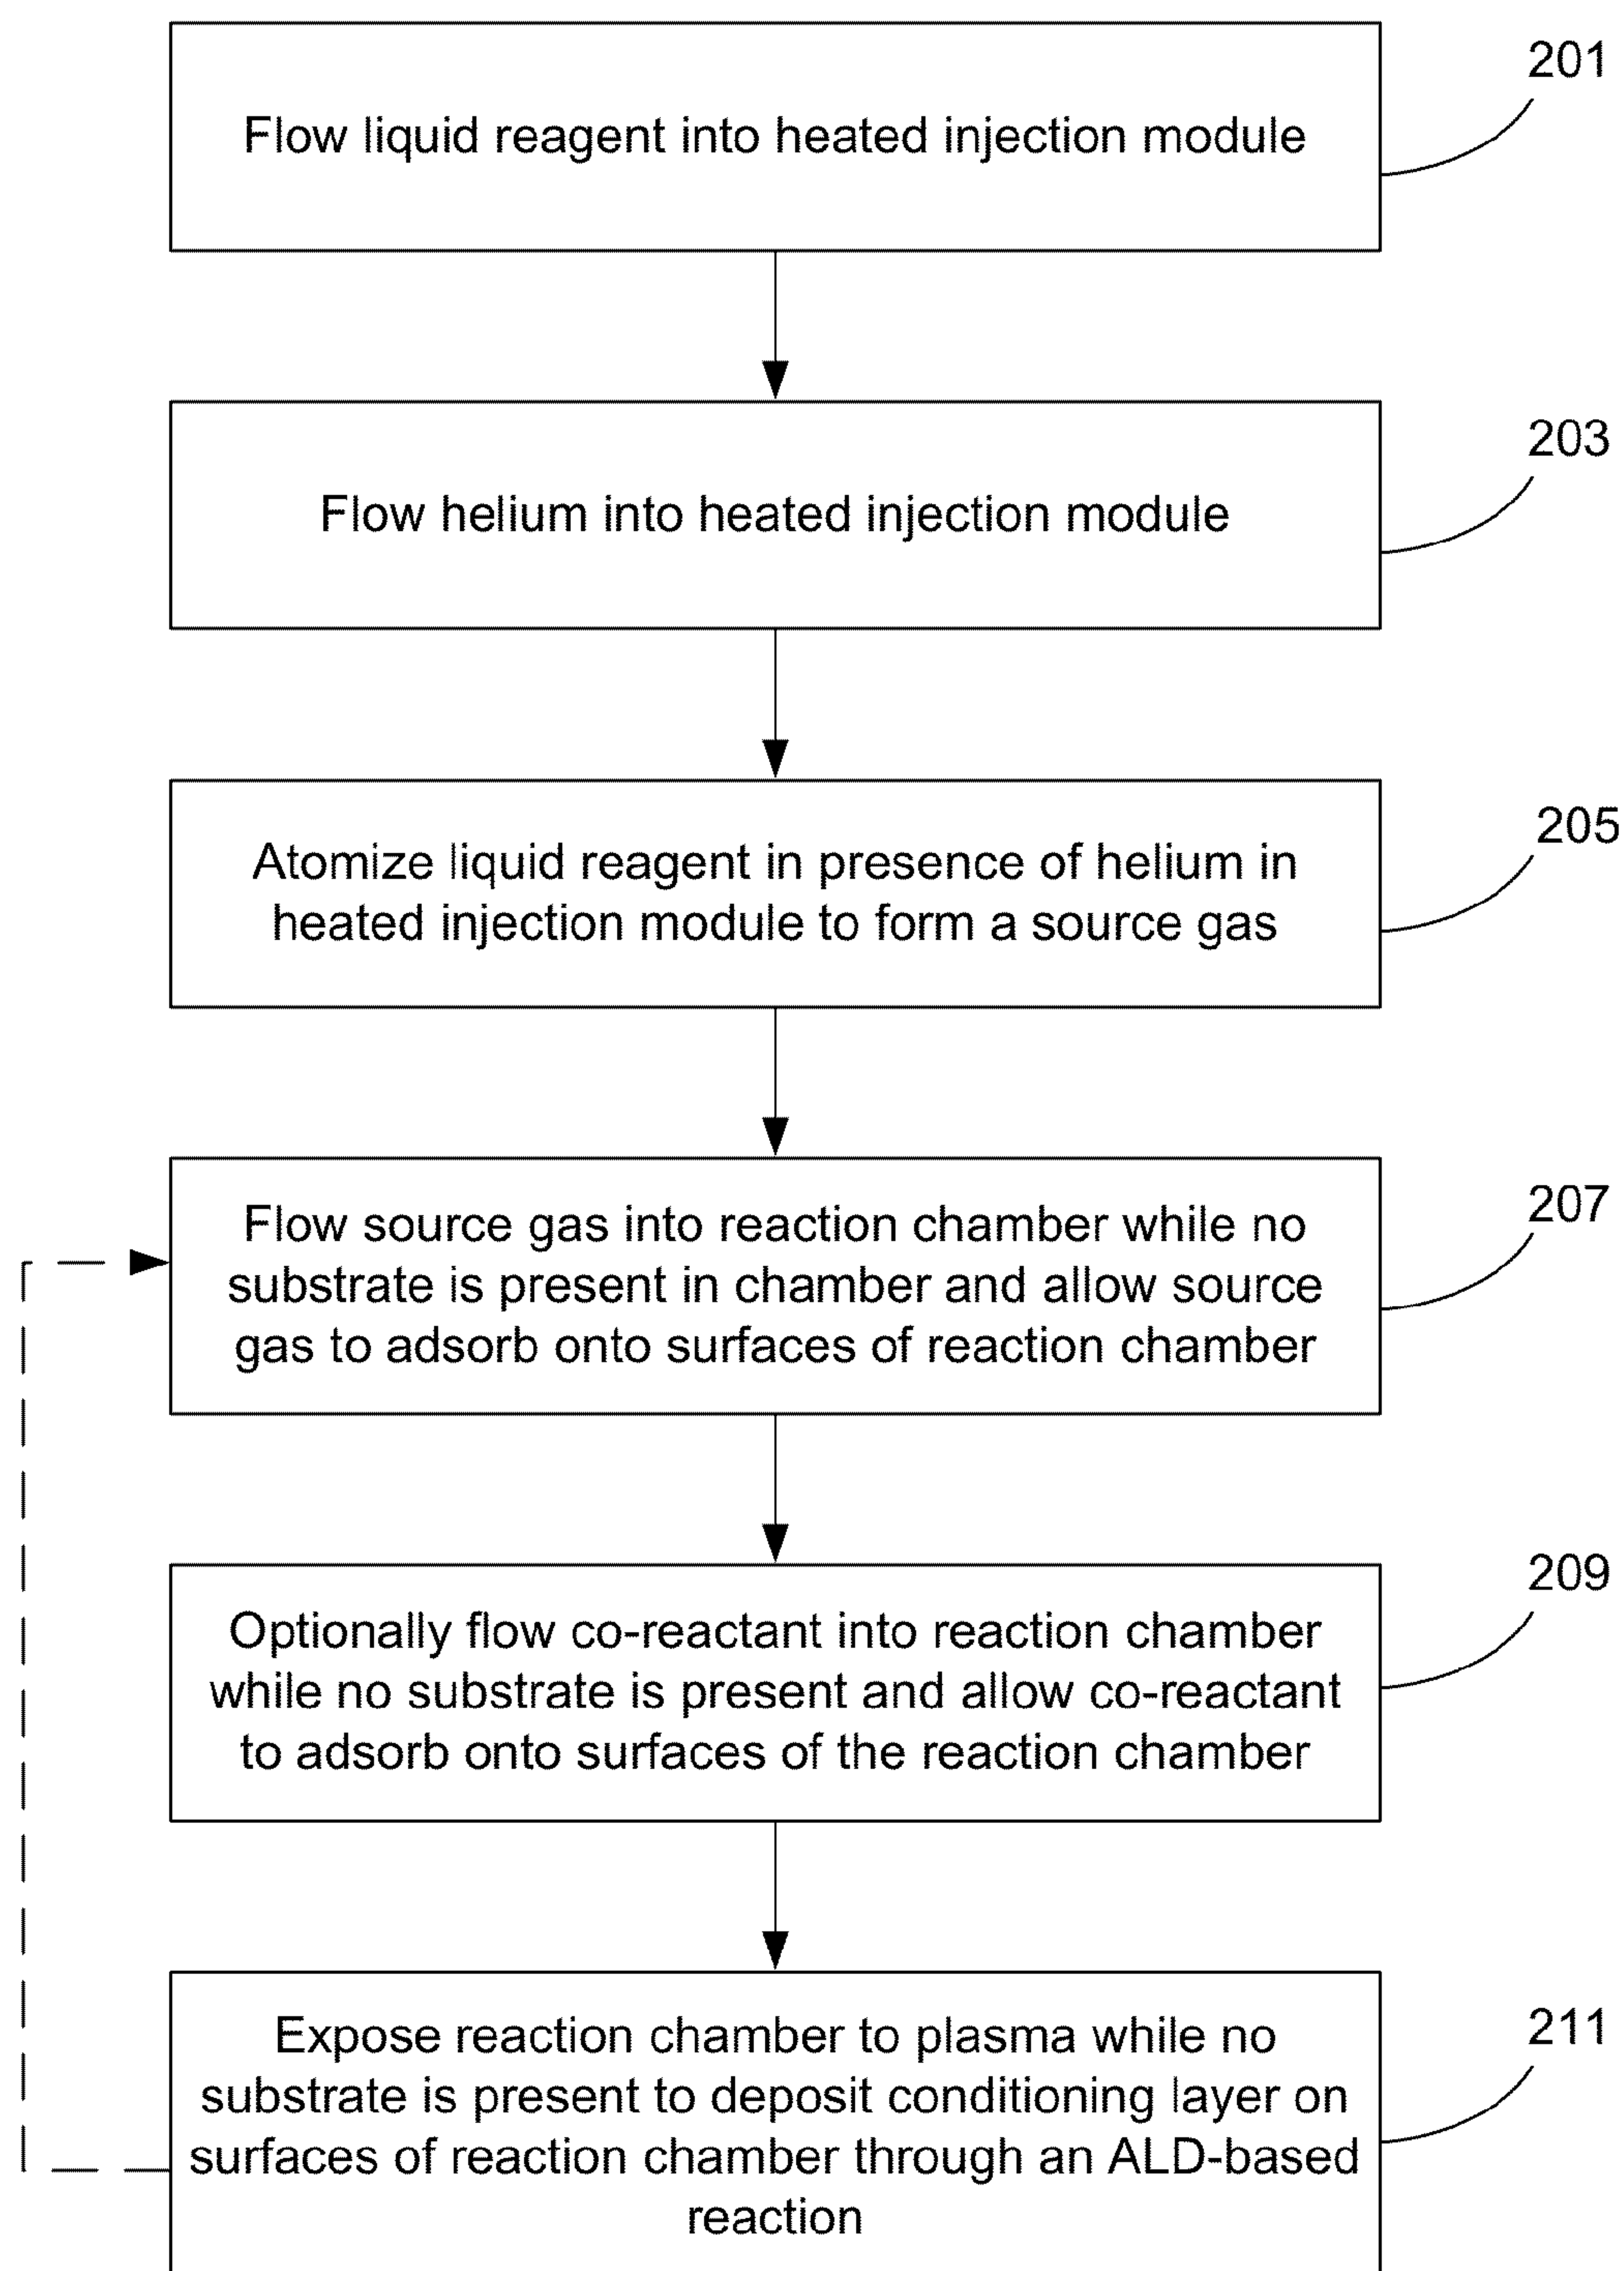 201
Flow liquid reagent into heated injection module
203
Flow helium into heated injection module
205
Atomize liquid reagent in presence of helium in
heated injection module to form a source gas
207
Flow source gas into reaction chamber while no
substrate is present in chamber and allow source
gas to adsorb onto surfaces of reaction chamber
209
Optionally flow co-reactant into reaction chamber
while no substrate is present and allow co-reactant
to adsorb onto surfaces of the reaction chamber
211
Expose reaction chamber to plasma while no
substrate is present to deposit conditioning layer on
surfaces of reaction chamber through an ALD-based
reaction